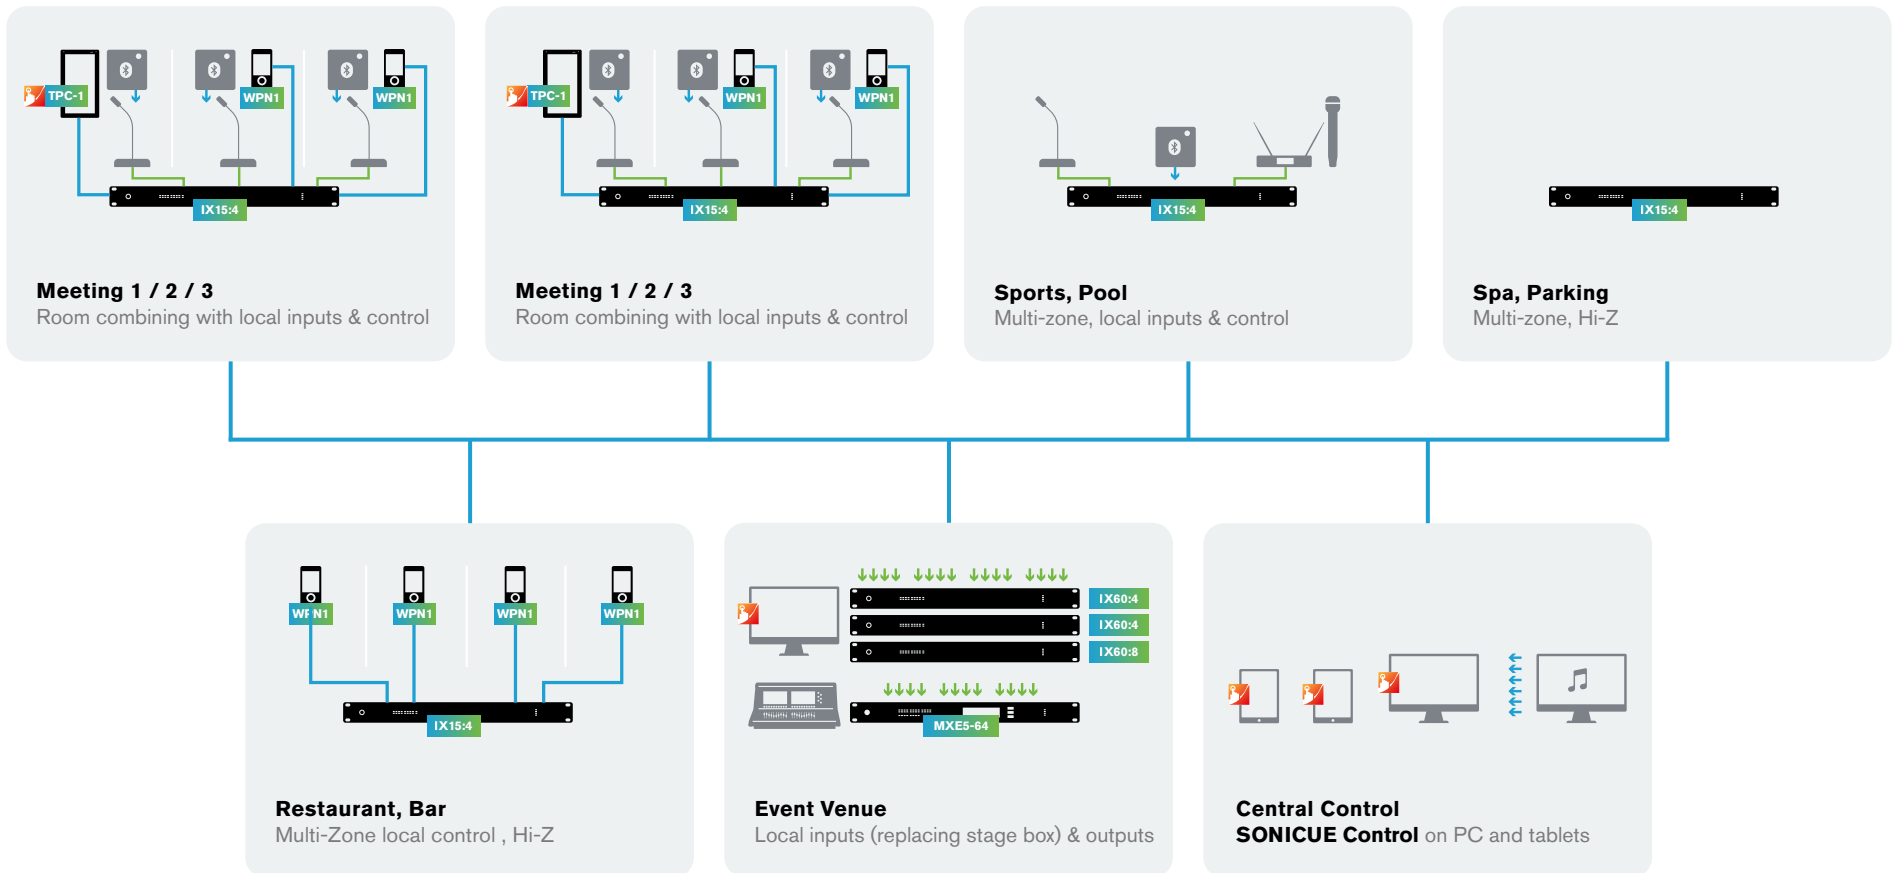 TPC-1
WPN1
WPN1
IX15:4
Meeting 1 / 2 / 3
Room combining with local inputs & control
TPC-1
WPN1
WPN1
IX15:4
Meeting 1 / 2 / 3
Room combining with local inputs & control
IX15:4
Sports, Pool
Multi-zone, local inputs & control
IX15:4
Spa, Parking
Multi-zone, Hi-Z
WPN1
WPN1
WPN1
WPN1
IX15:4
Restaurant, Bar
Multi-Zone local control , Hi-Z
IX60:4
IX60:4
IX60:8
MXE5-64
Event Venue
Local inputs (replacing stage box) & outputs
Central Control
SONICUE Control on PC and tablets